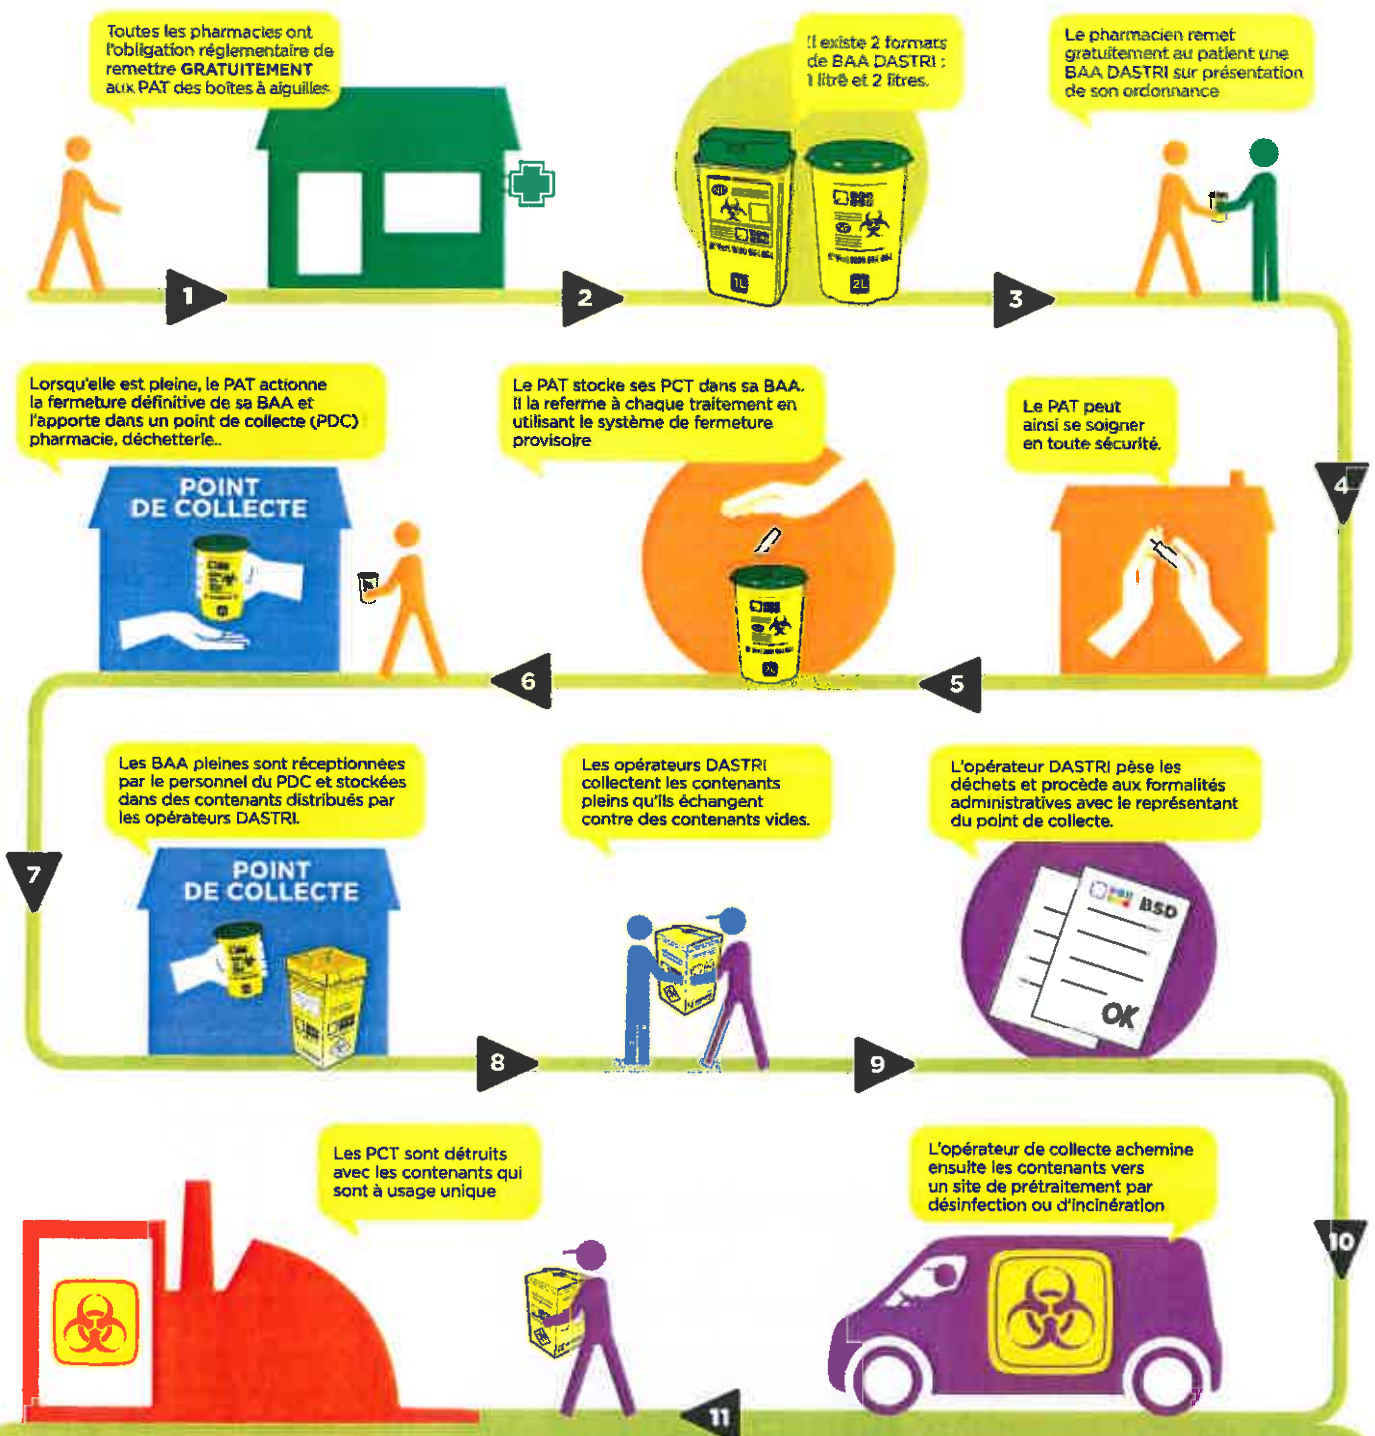 Toutes les pharmacies ont
l'obligation réglementaire de
remettre GRATUITEMENT
aux PAT des boîtes à aiguilles
Il existe 2 formats
de BAA DASTRI :
1 litre et 2 litres.
Le pharmacien remet
gratuitement au patient une
BAA DASTRI sur présentation
de son ordonnance
1L
2L
1
2
3
Lorsqu'elle est pleine, le PAT actionne
la fermeture définitive de sa BAA et
l'apporte dans un point de collecte (PDC)
pharmacie, déchetterie..
Le PAT stocke ses PCT dans sa BAA.
Il la referme à chaque traitement en
utilisant le système de fermeture
provisoire
Le PAT peut
ainsi se soigner
en toute sécurité.
4
POINT
DE COLLECTE
2L
6
5
Les BAA pleines sont réceptionnées
par le personnel du PDC et stockées
dans des contenants distribués par
les opérateurs DASTRI.
Les opérateurs DASTRI
collectent les contenants
pleins qu'ils échangent
contre des contenants vides.
L'opérateur DASTRI pèse les
déchets et procède aux formalités
administratives avec le représentant
du point de collecte.
7
POINT
DE COLLECTE
BSD
OK
8
9
Les PCT sont détruits
avec les contenants qui
sont à usage unique
L'opérateur de collecte achemine
ensuite les contenants vers
un site de prétraitement par
désinfection ou d'incinération
10
11